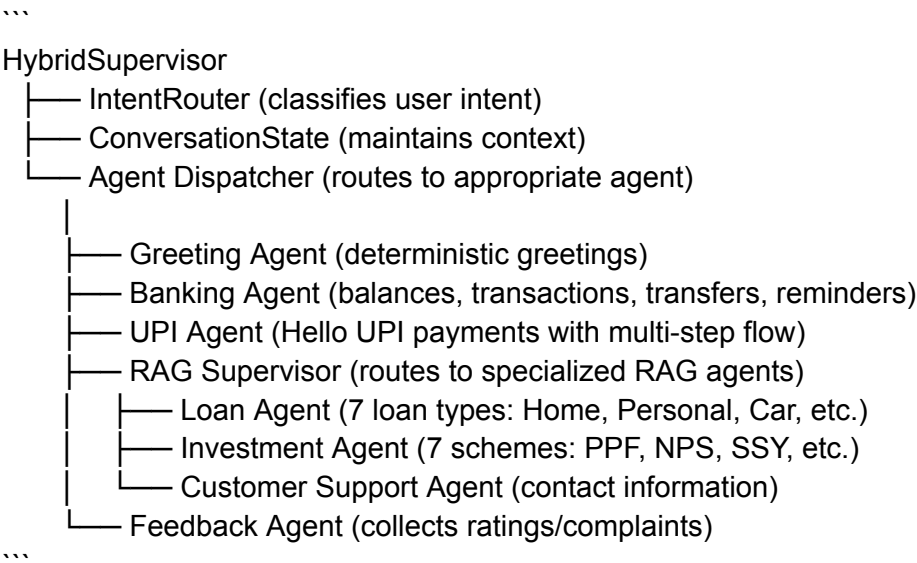 ```
HybridSupervisor
├── IntentRouter (classifies user intent)
├── ConversationState (maintains context)
└── Agent Dispatcher (routes to appropriate agent)
    │
    ├── Greeting Agent (deterministic greetings)
    ├── Banking Agent (balances, transactions, transfers, reminders)
    ├── UPI Agent (Hello UPI payments with multi-step flow)
    ├── RAG Supervisor (routes to specialized RAG agents)
    │   ├── Loan Agent (7 loan types: Home, Personal, Car, etc.)
    │   ├── Investment Agent (7 schemes: PPF, NPS, SSY, etc.)
    │   └── Customer Support Agent (contact information)
    └── Feedback Agent (collects ratings/complaints)
```